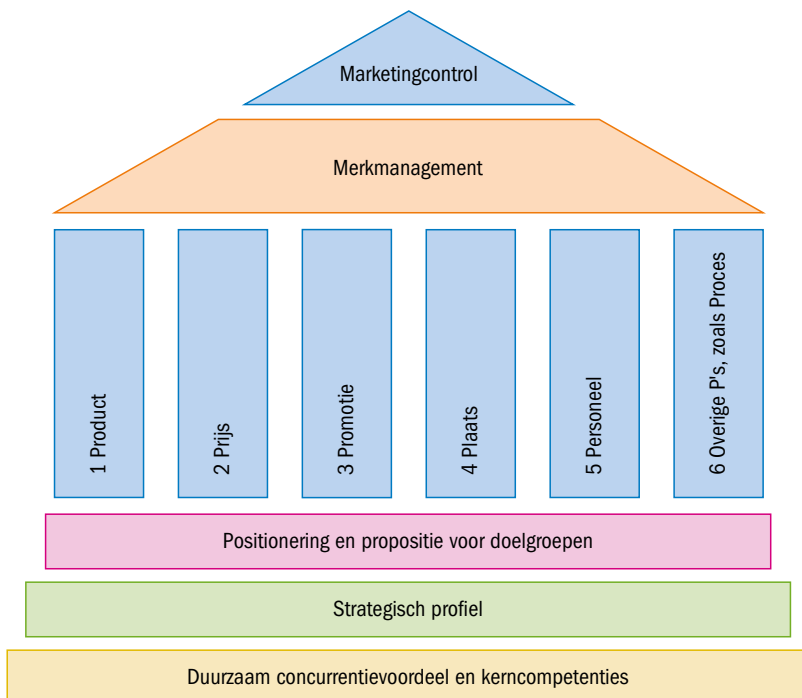 Marketingcontrol
Merkmanagement
1 Product
2 Prijs
3 Promotie
4 Plaats
5 Personeel
6 Overige P's, zoals Proces
Positionering en propositie voor doelgroepen
Strategisch profiel
Duurzaam concurrentievoordeel en kerncompetenties